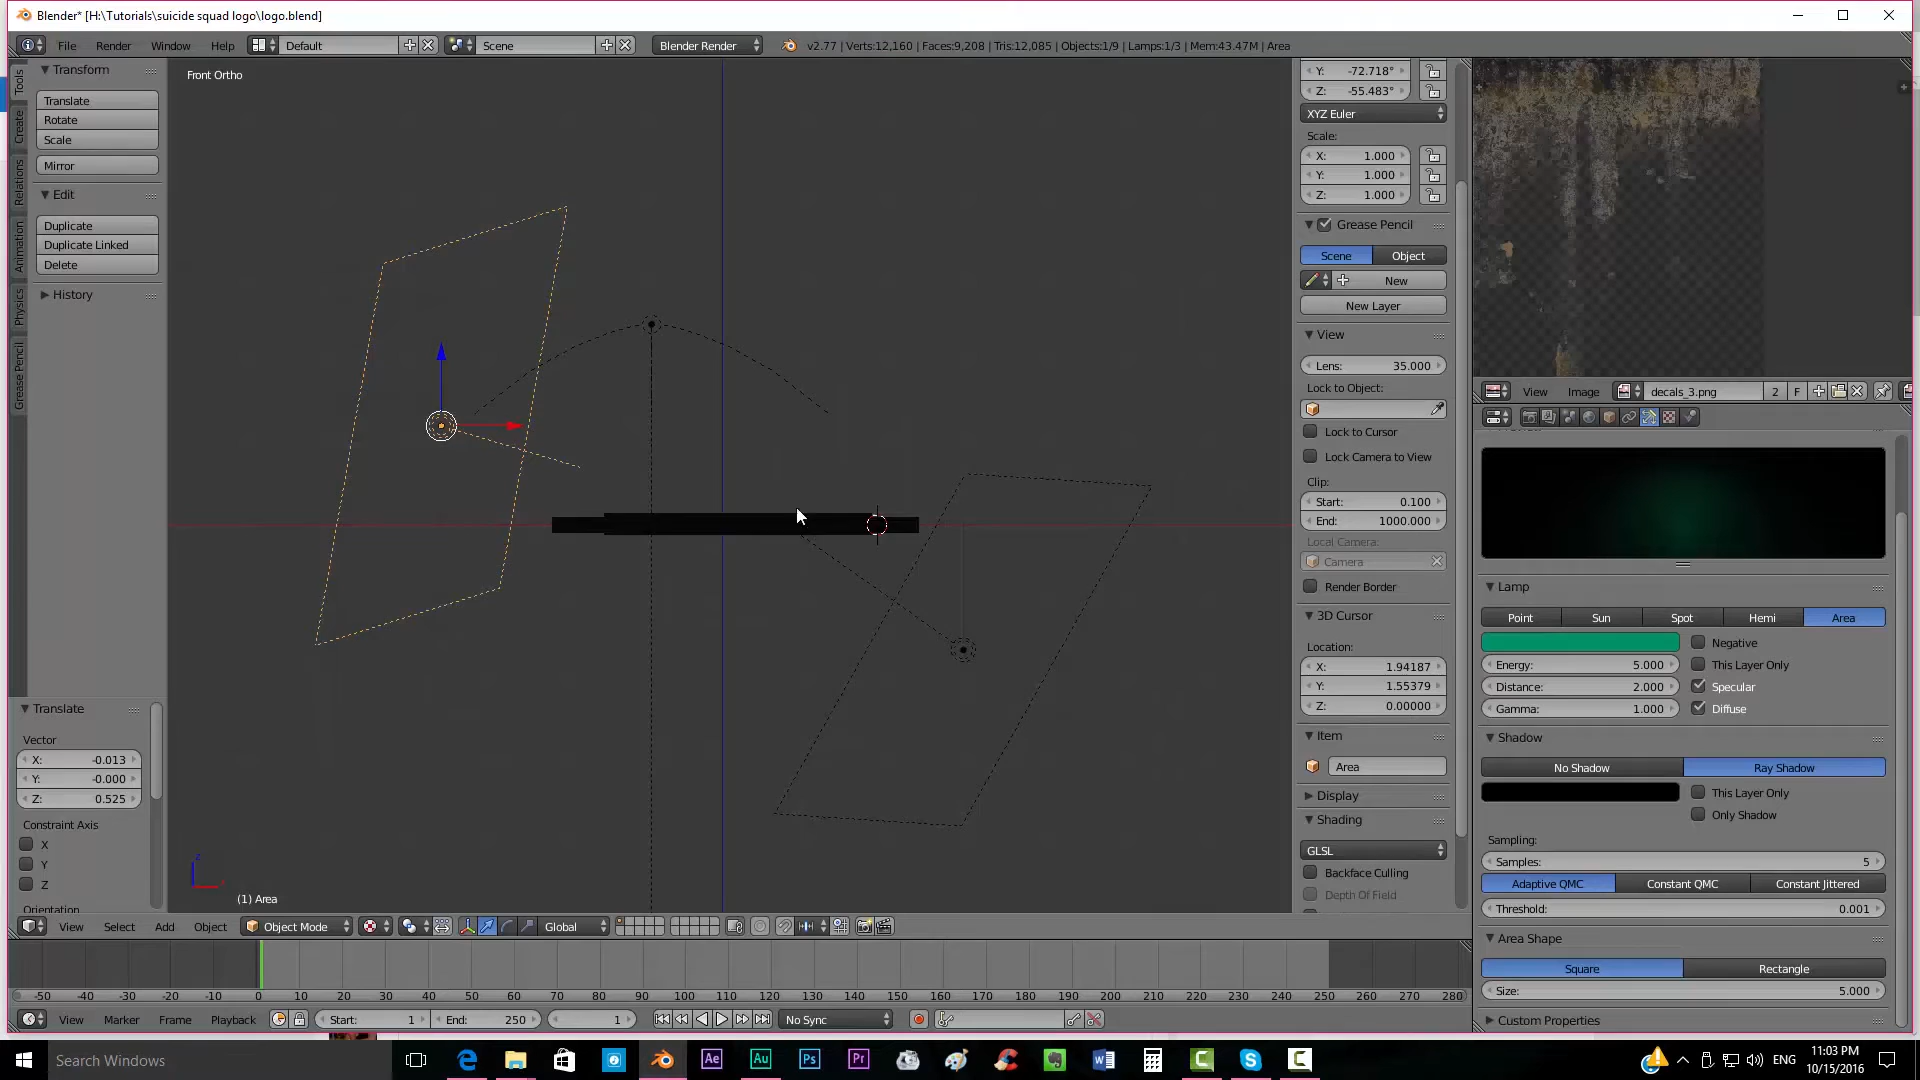 Blender* [H:\Tutorials\suicide squad logo\logo.blend]
File Render Window Help Default Scene Blender Render v2.77 | Verts:12,160 | Faces:9,208 | Tris:12,085 | Objects:1/9 | Lamps:1/3 | Mem:43.47M | Area
Tools
Create
Relations
Animation
Physics
Grease Pencil
Transform
Translate
Rotate
Scale
Mirror
Edit
Duplicate
Duplicate Linked
Delete
History
Translate
Vector
X: -0.013
Y: -0.000
Z: 0.525
Constraint Axis
X
Y
Z
Orientation
Front Ortho
(1) Area
Y: -72.718°
Z: -55.483°
XYZ Euler
Scale:
X: 1.000
Y: 1.000
Z: 1.000
Grease Pencil
Scene Object
New
New Layer
View
Lens: 35.000
Lock to Object:
Lock to Cursor
Lock Camera to View
Clip:
Start: 0.100
End: 1000.000
Local Camera:
Camera
Render Border
3D Cursor
Location:
X: 1.94187
Y: 1.55379
Z: 0.00000
Item
Area
Display
Shading
GLSL
Backface Culling
Depth Of Field
View Image decals_3.png 2 F
Lamp
Point Sun Spot Hemi Area
Negative
Energy: 5.000 This Layer Only
Distance: 2.000 Specular
Gamma: 1.000 Diffuse
Shadow
No Shadow Ray Shadow
This Layer Only
Only Shadow
Sampling:
Samples: 5
Adaptive QMC Constant QMC Constant Jittered
Threshold: 0.001
Area Shape
Square Rectangle
Size: 5.000
Custom Properties
View Select Add Object Object Mode Global
-50 -40 -30 -20 -10 0 10 20 30 40 50 60 70 80 90 100 110 120 130 140 150 160 170 180 190 200 210 220 230 240 250 260 270 280
View Marker Frame Playback Start: 1 End: 250 1 No Sync
Search Windows
Ae Au Ps Pr
ENG
11:03 PM
10/15/2016